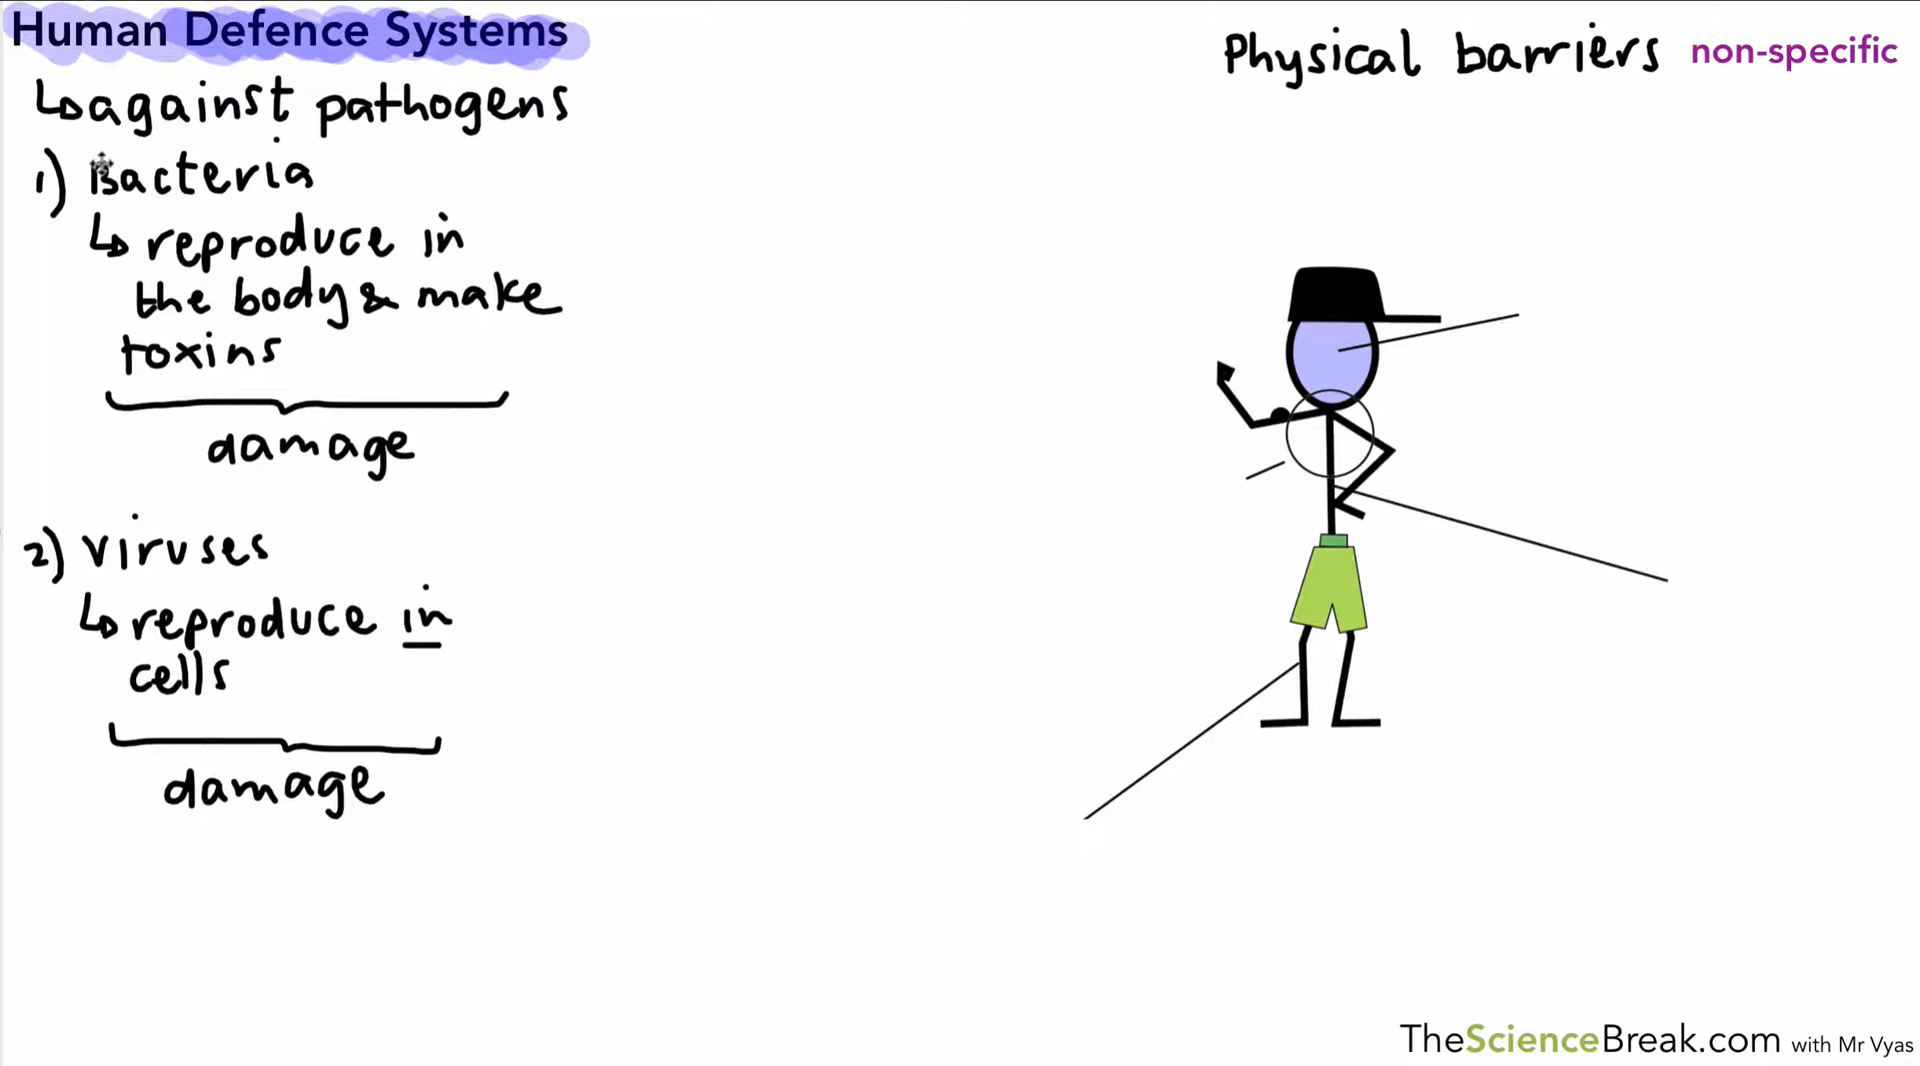 Human Defence Systems
↳ against pathogens
1) Bacteria
↳ reproduce in
the body & make
toxins
damage
2) viruses
↳ reproduce in
cells
damage
Physical barriers non-specific
TheScienceBreak.com with Mr Vyas